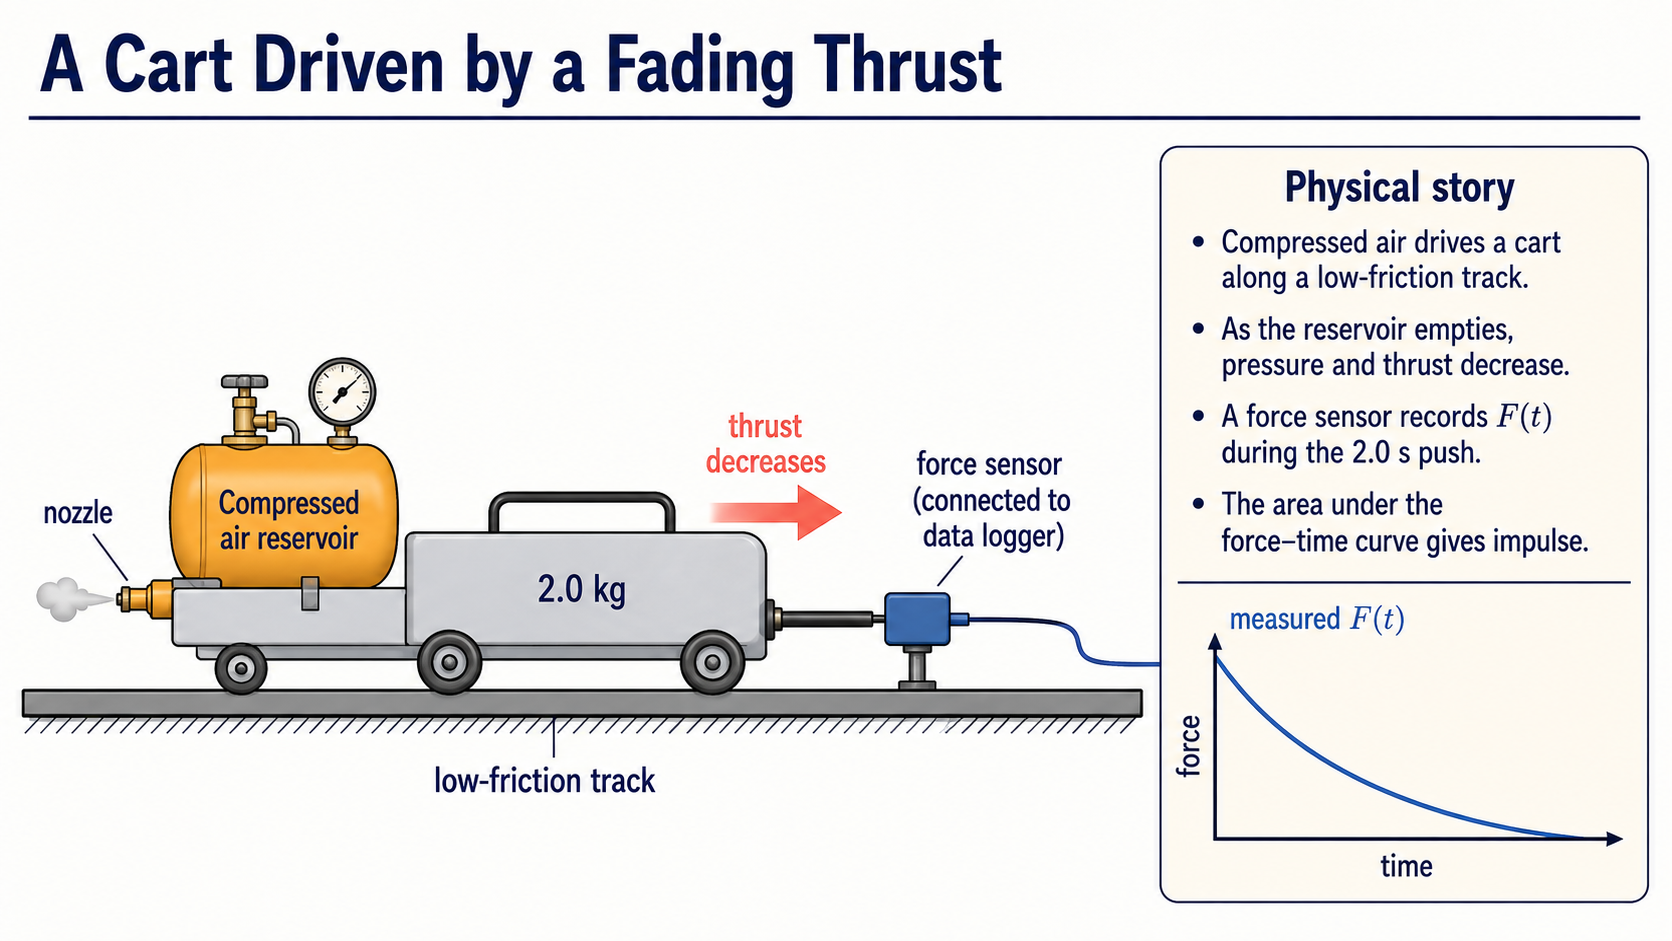 A Cart Driven by a Fading Thrust
Physical story
• Compressed air drives a cart
along a low-friction track.
• As the reservoir empties,
pressure and thrust decrease.
• A force sensor records F(t)
during the 2.0 s push.
• The area under the
force–time curve gives impulse.
thrust
decreases
force sensor
(connected to
data logger)
nozzle
Compressed
air reservoir
2.0 kg
low-friction track
measured F(t)
force
time